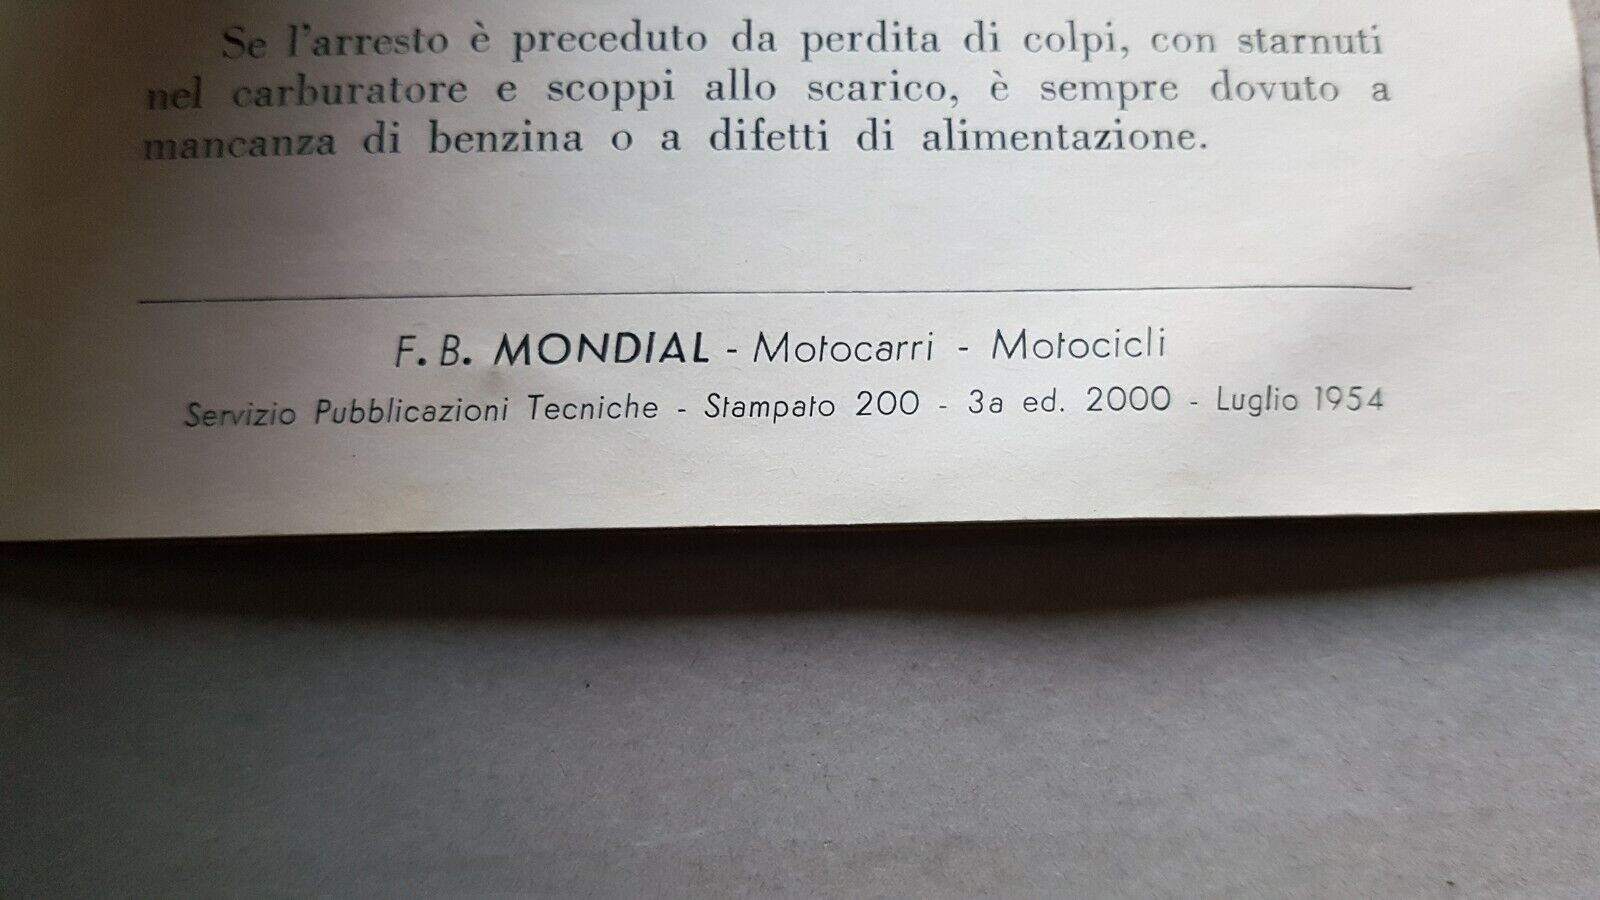 Se l'arresto è preceduto da perdita di colpi, con starnuti
nel carburatore e scoppi allo scarico, è sempre dovuto a
mancanza di benzina o a difetti di alimentazione.
F. B. MONDIAL - Motocarri - Motocicli
Servizio Pubblicazioni Tecniche - Stampato 200 - 3a ed. 2000 - Luglio 1954